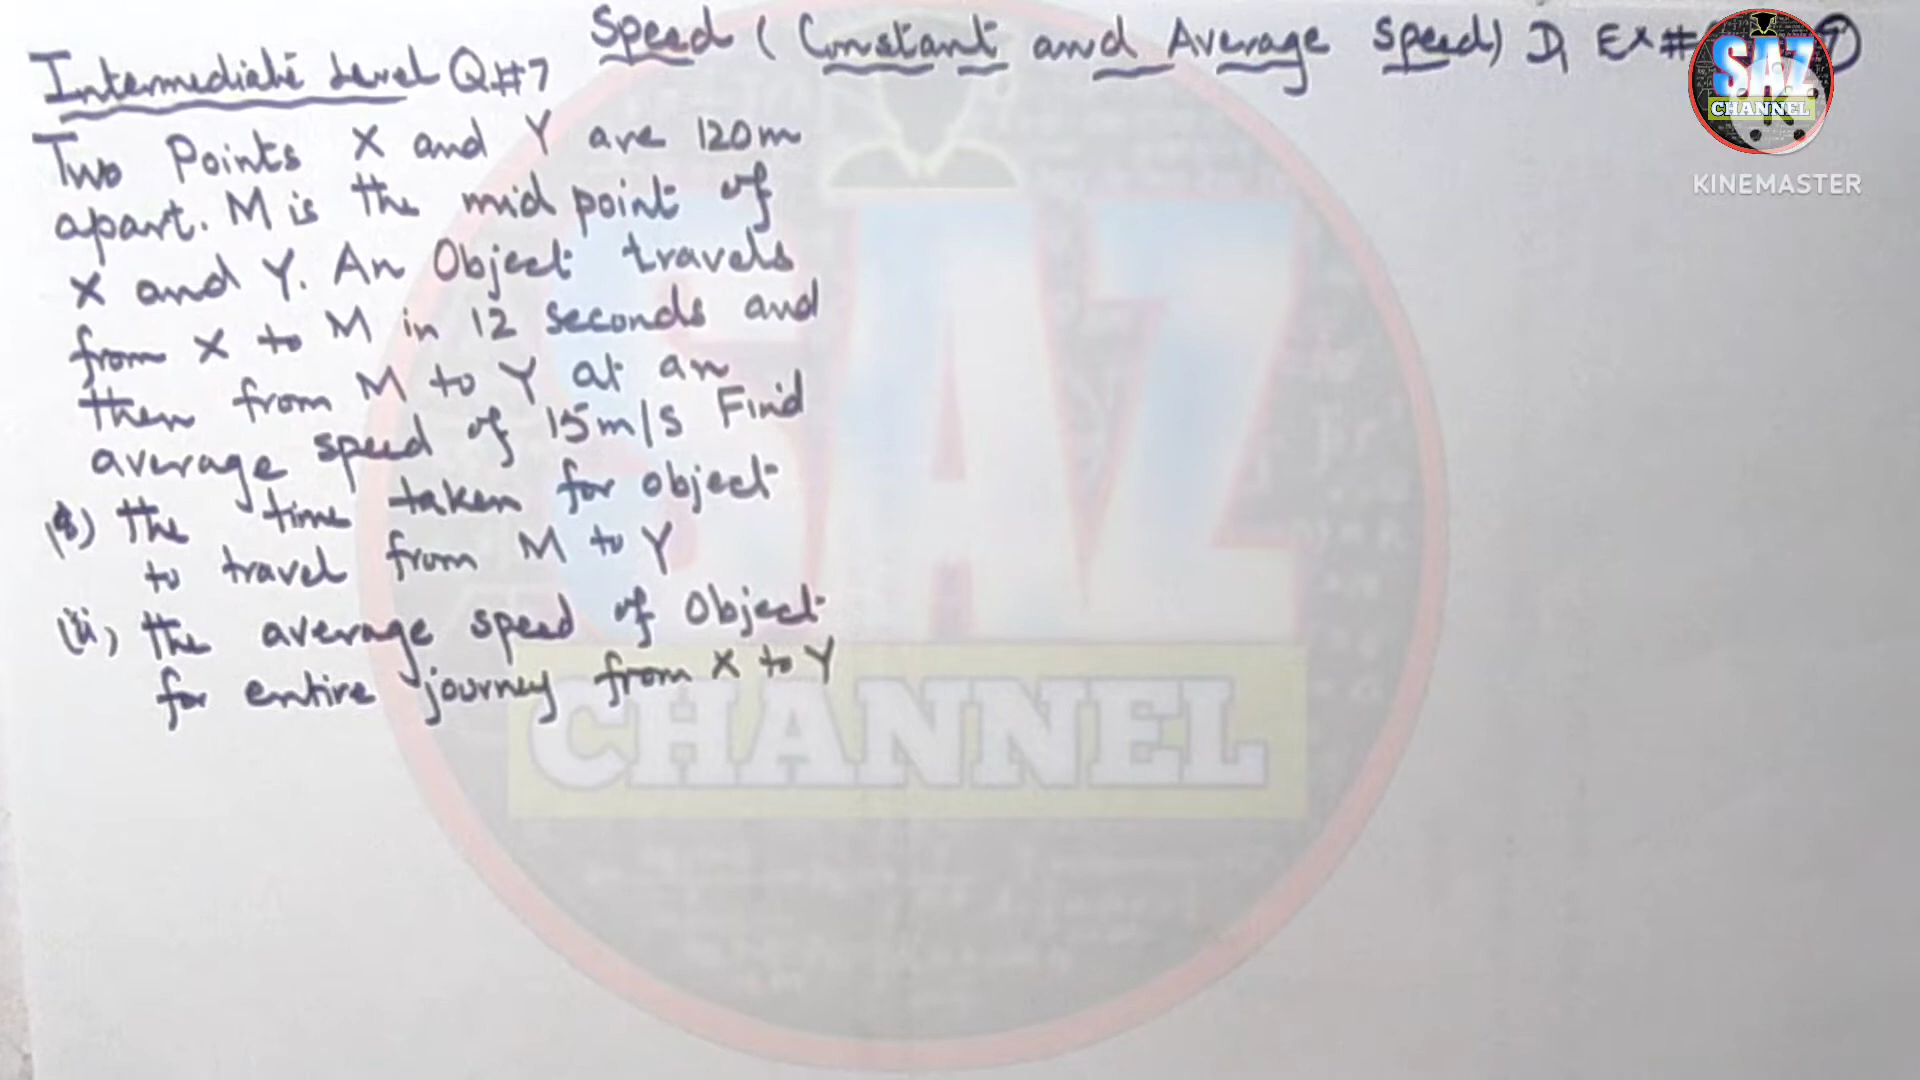 Speed (Constant and Average Speed) D, Ex#
Intermediate Level Q#7
Two Points X and Y are 120m
apart. M is the mid point of
X and Y. An Object travels
from X to M in 12 seconds and
then from M to Y at an
average speed of 15m/s Find
(i) the time taken for object
to travel from M to Y
(ii) the average speed of Object
for entire journey from X to Y
SAZ
CHANNEL
KINEMASTER
SAZ
CHANNEL